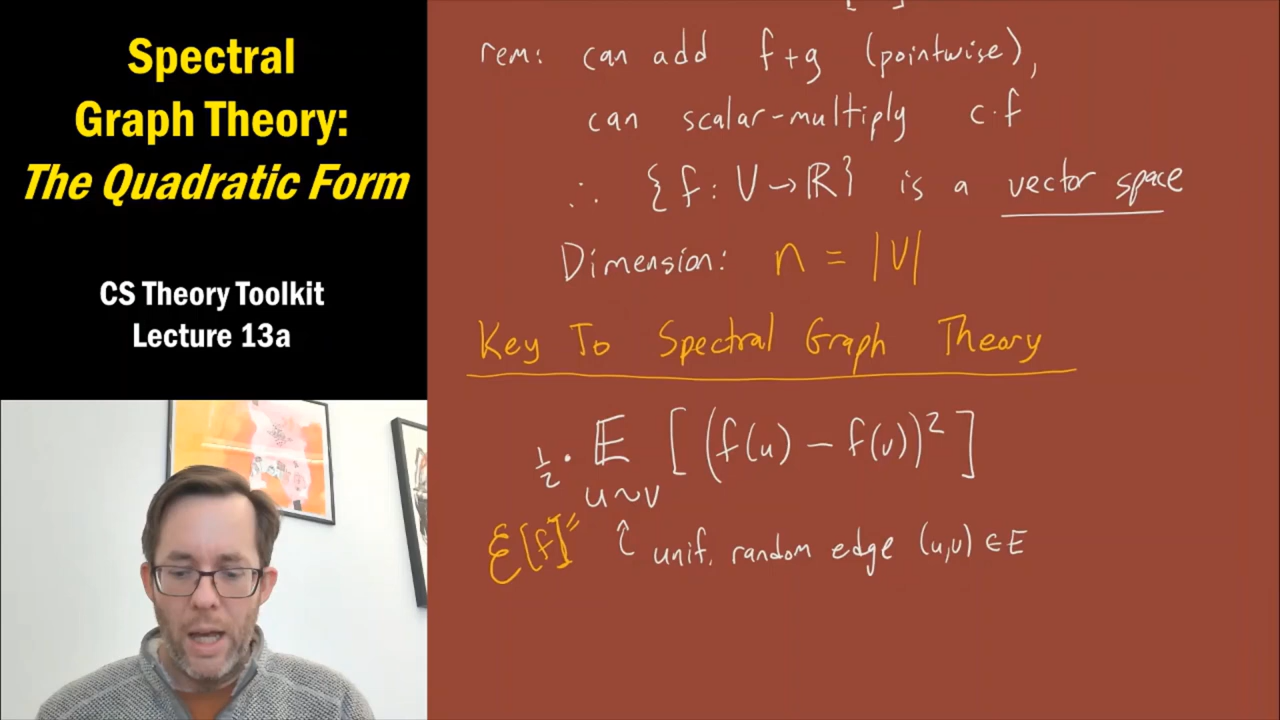 Spectral
Graph Theory:
The Quadratic Form
CS Theory Toolkit
Lecture 13a
rem: can add f+g (pointwise),
can scalar-multiply c·f
∴ {f: V→ℝ} is a vector space
Dimension: n = |V|
Key To Spectral Graph Theory
½ · 𝔼 [(f(u) − f(v))²]
u~v
ℰ[f]=
↑ unif. random edge (u,v) ∈ E